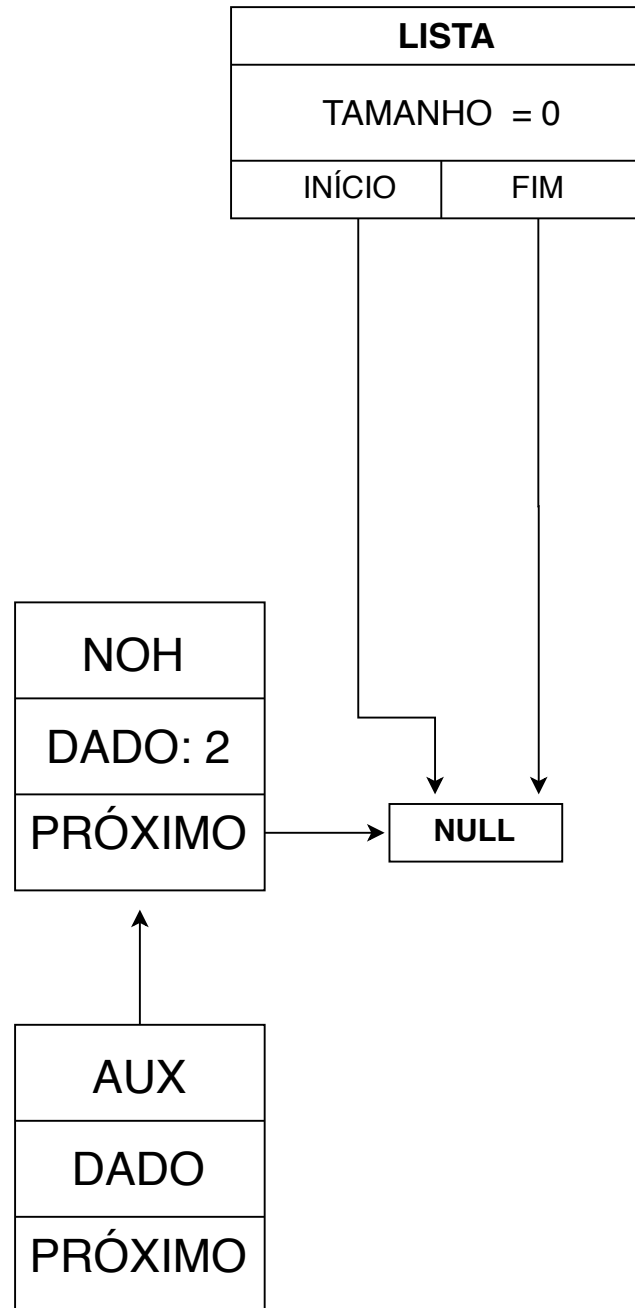 LISTA
TAMANHO = 0
INÍCIO FIM
NOH
DADO: 2
PRÓXIMO
NULL
AUX
DADO
PRÓXIMO